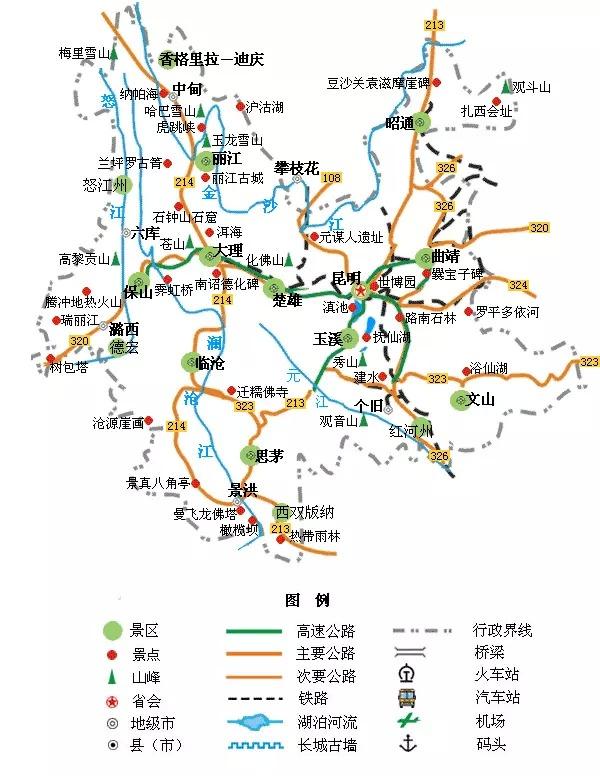 213
梅里雪山
香格里拉—迪庆
豆沙关袁滋摩崖碑
观斗山
纳帕海
中甸
扎西会址
怒
哈巴雪山
泸沽湖
虎跳峡
昭通
玉龙雪山
兰坪罗古箐
丽江
326
攀枝花
丽江古城
214
108
怒江州
金
沙
326
江
石钟山石窟
江
320
六库
洱海
元谋人遗址
苍山
大理
化佛山
曲靖
高黎贡山
昆明
爨宝子碑
保山
霁虹桥
南诏德化碑
世博园
324
腾冲地热火山
214
楚雄
滇池
瑞丽江
路南石林
罗平多依河
潞西
玉溪
抚仙湖
320
德宏
澜
秀山
临沧
元
浴仙湖
323
树包塔
建水
323
沧
迁糯佛寺
江
323
213
个旧
文山
沧源崖画
214
观音山
红河州
江
思茅
326
景真八角亭
景洪
曼飞龙佛塔
西双版纳
橄榄坝
213
热带雨林
图 例
景区
高速公路
行政界线
景点
主要公路
桥梁
山峰
次要公路
火车站
省会
铁路
汽车站
地级市
湖泊河流
机场
县（市）
长城古墙
码头